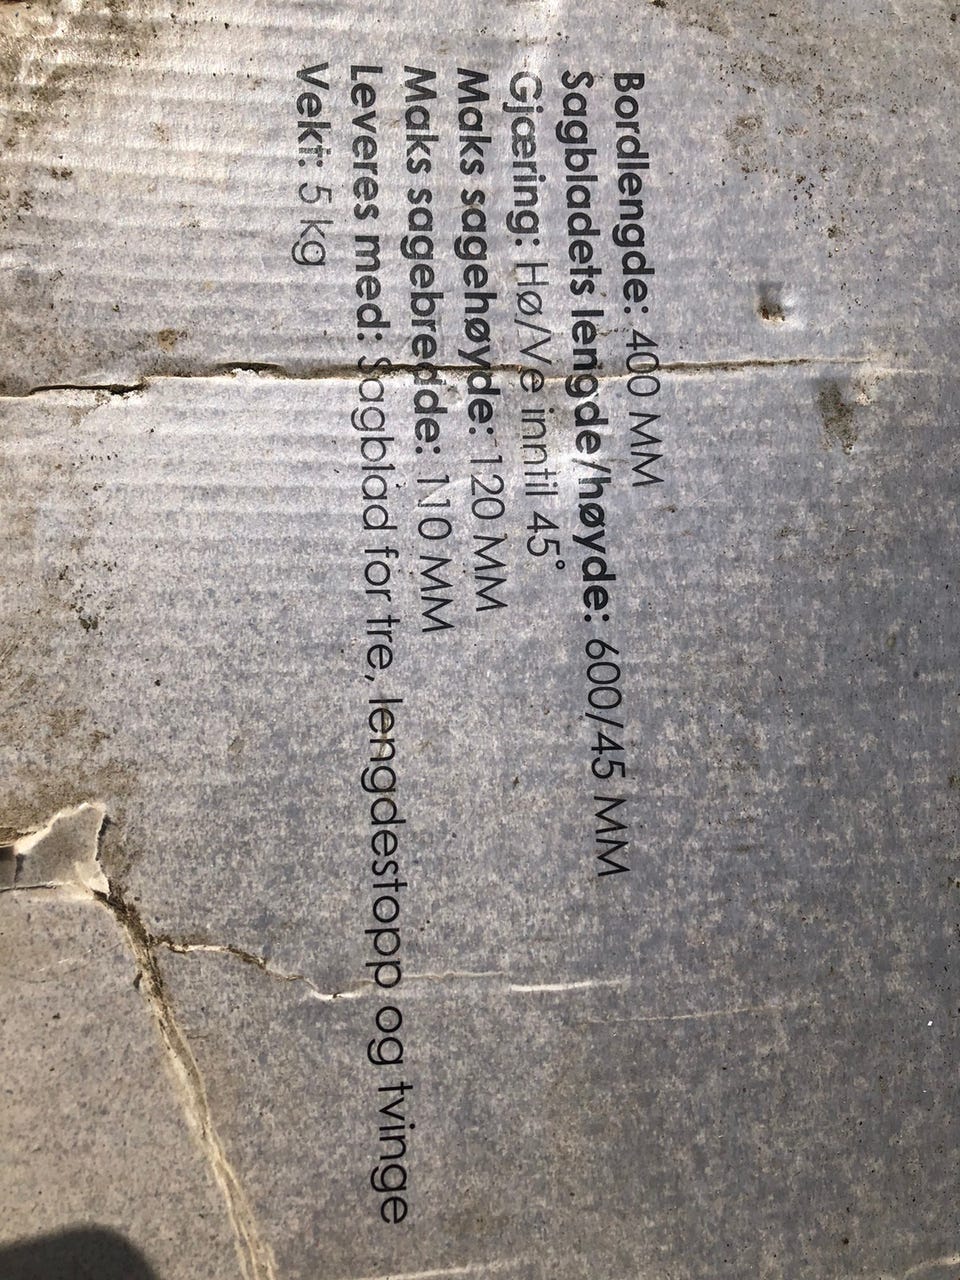 Bordlengde: 400 MM
Sagbladets lengde/høyde: 600/45 MM
Gjæring: Hø/Ve inntil 45°
Maks sagehøyde: 120 MM
Maks sagebredde: 110 MM
Leveres med: Sagblad for tre, lengdestopp og tvinge
Vekt: 5 kg